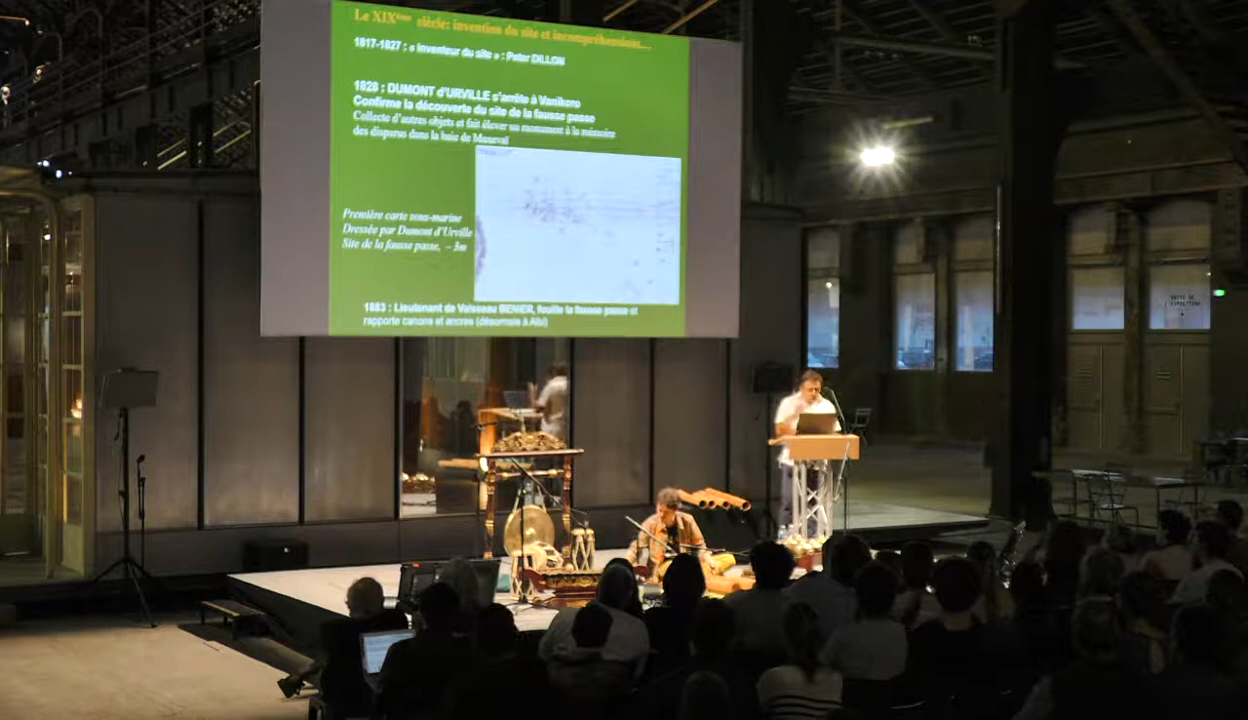 Le XIXème siècle: invention du site et incompréhensions...
1817-1827 : « Inventeur du site » : Peter DILLON
1828 : DUMONT d'URVILLE s'arrête à Vanikoro
Confirme la découverte du site de la fausse passe
Collecte d'autres objets et fait élever un monument à la mémoire
des disparus dans la baie de Manevai
Première carte sous-marine
Dressée par Dumont d'Urville
Site de la fausse passe, – 3m
1883 : Lieutenant de Vaisseau BENIER, fouille la fausse passe et
rapporte canons et ancres (désormais à Albi)